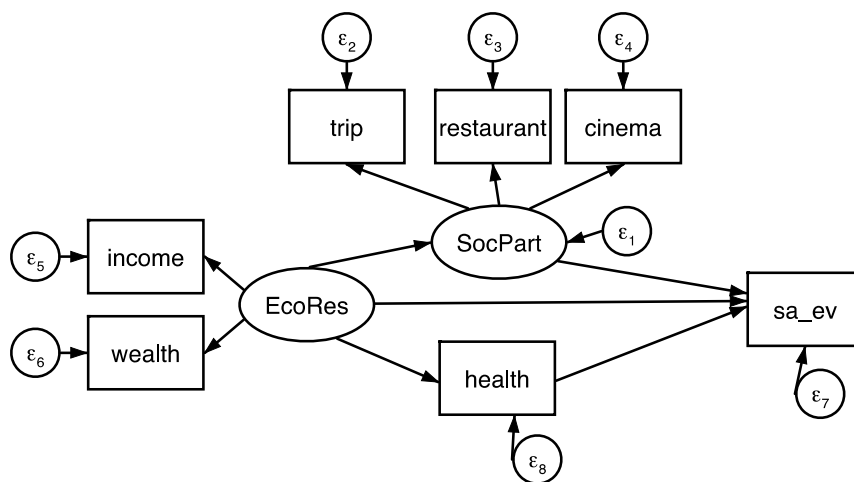 ε2
ε3
ε4
trip
restaurant
cinema
SocPart
ε1
ε5
income
EcoRes
sa_ev
ε6
wealth
health
ε7
ε8